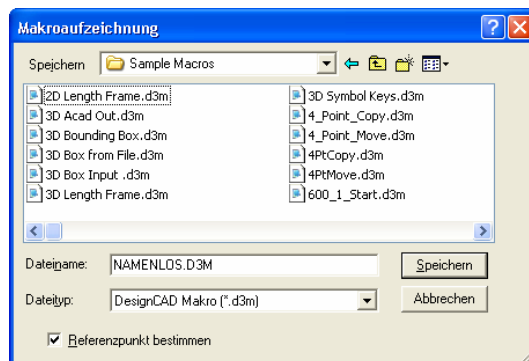 Makroaufzeichnung
Speichern
Sample Macros
2D Length Frame.d3m
3D Acad Out.d3m
3D Bounding Box.d3m
3D Box from File.d3m
3D Box Input .d3m
3D Length Frame.d3m
3D Symbol Keys.d3m
4_Point_Copy.d3m
4_Point_Move.d3m
4PtCopy.d3m
4PtMove.d3m
600_1_Start.d3m
Dateiname:
NAMENLOS.D3M
Speichern
Dateityp:
DesignCAD Makro (*.d3m)
Abbrechen
Referenzpunkt bestimmen